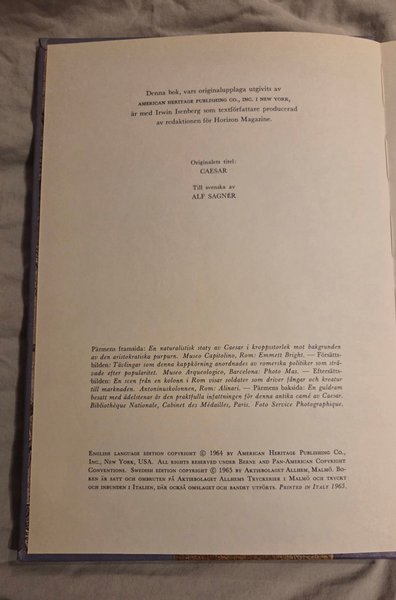 Denna bok, vars originalupplaga utgivits av
AMERICAN HERITAGE PUBLISHING CO., INC. I NEW YORK,
är med Irwin Isenberg som textförfattare producerad
av redaktionen för Horizon Magazine.
Originalets titel:
CAESAR
Till svenska av
ALF SAGNÉR
Pärmens framsida: En naturalistisk staty av Caesar i kroppsstorlek mot bakgrunden
av den aristokratiska purpurn. Museo Capitolino, Rom: Emmett Bright. — Försätts-
bilden: Tävlingar som denna kappkörning anordnades av romerska politiker som strä-
vade efter popularitet. Museo Arqueologico, Barcelona: Photo Mas. — Eftersätts-
bilden: En scen från en kolonn i Rom visar soldater som driver fångar och kreatur
till marknaden. Antoninuskolonnen, Rom: Alinari. — Pärmens baksida: En guldram
besatt med ädelstenar är den praktfulla infattningen för denna antika camé av Caesar.
Bibliothèque Nationale, Cabinet des Médailles, Paris. Foto Service Photographique.
ENGLISH LANGUAGE EDITION COPYRIGHT © 1964 BY AMERICAN HERITAGE PUBLISHING CO.,
INC., NEW YORK, USA. ALL RIGHTS RESERVED UNDER BERNE AND PAN-AMERICAN COPYRIGHT
CONVENTIONS. SWEDISH EDITION COPYRIGHT © 1965 BY AKTIEBOLAGET ALLHEM, MALMÖ. BO-
KEN ÄR SATT OCH OMBRUTEN PÅ AKTIEBOLAGET ALLHEMS TRYCKERIER I MALMÖ OCH TRYCKT
OCH INBUNDEN I ITALIEN, DÄR OCKSÅ OMSLAGET OCH BANDET UTFÖRTS. PRINTED IN ITALY 1965.